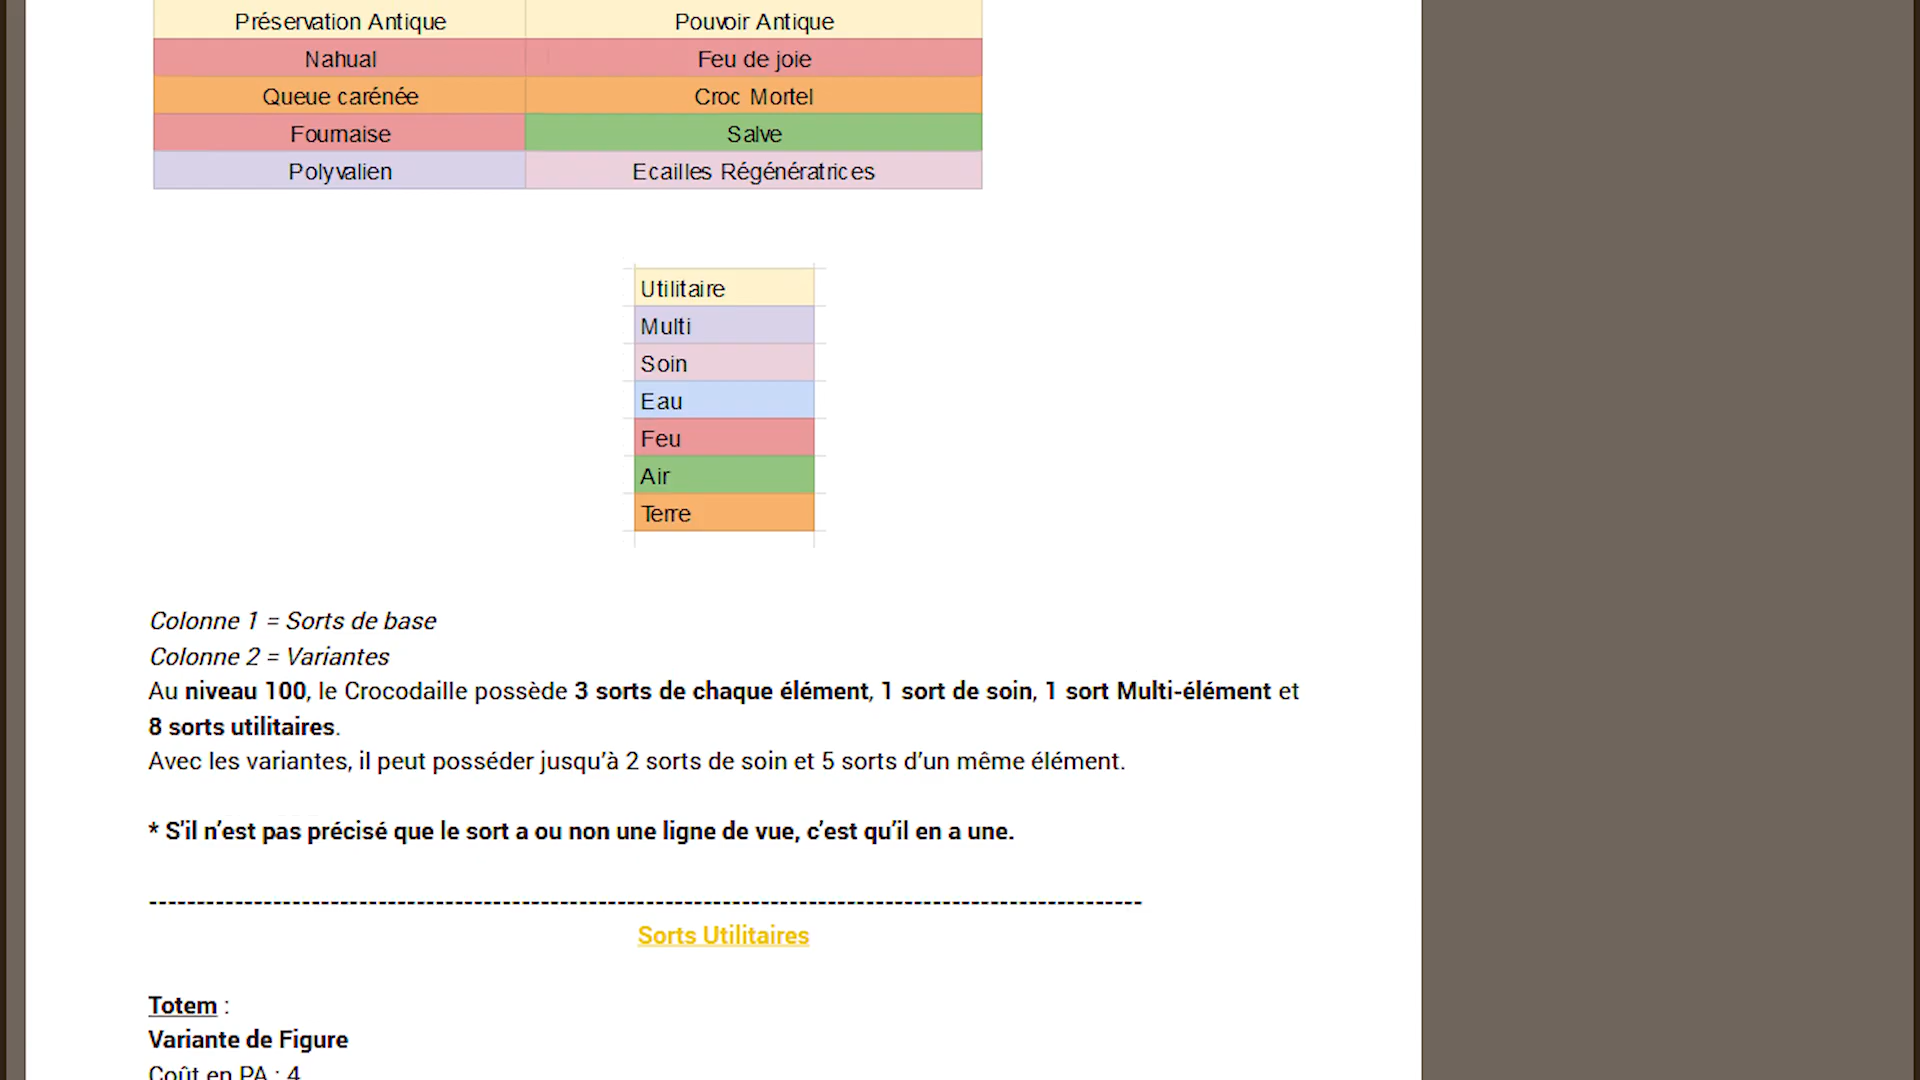 Préservation Antique Pouvoir Antique
Nahual Feu de joie
Queue carénée Croc Mortel
Fournaise Salve
Polyvalien Ecailles Régénératrices
Utilitaire
Multi
Soin
Eau
Feu
Air
Terre
Colonne 1 = Sorts de base
Colonne 2 = Variantes
Au niveau 100, le Crocodaille possède 3 sorts de chaque élément, 1 sort de soin, 1 sort Multi-élément et
8 sorts utilitaires.
Avec les variantes, il peut posséder jusqu’à 2 sorts de soin et 5 sorts d’un même élément.
* S’il n’est pas précisé que le sort a ou non une ligne de vue, c’est qu’il en a une.
-------------------------------------------------------------------------------------------------------
Sorts Utilitaires
Totem :
Variante de Figure
Coût en PA : 4